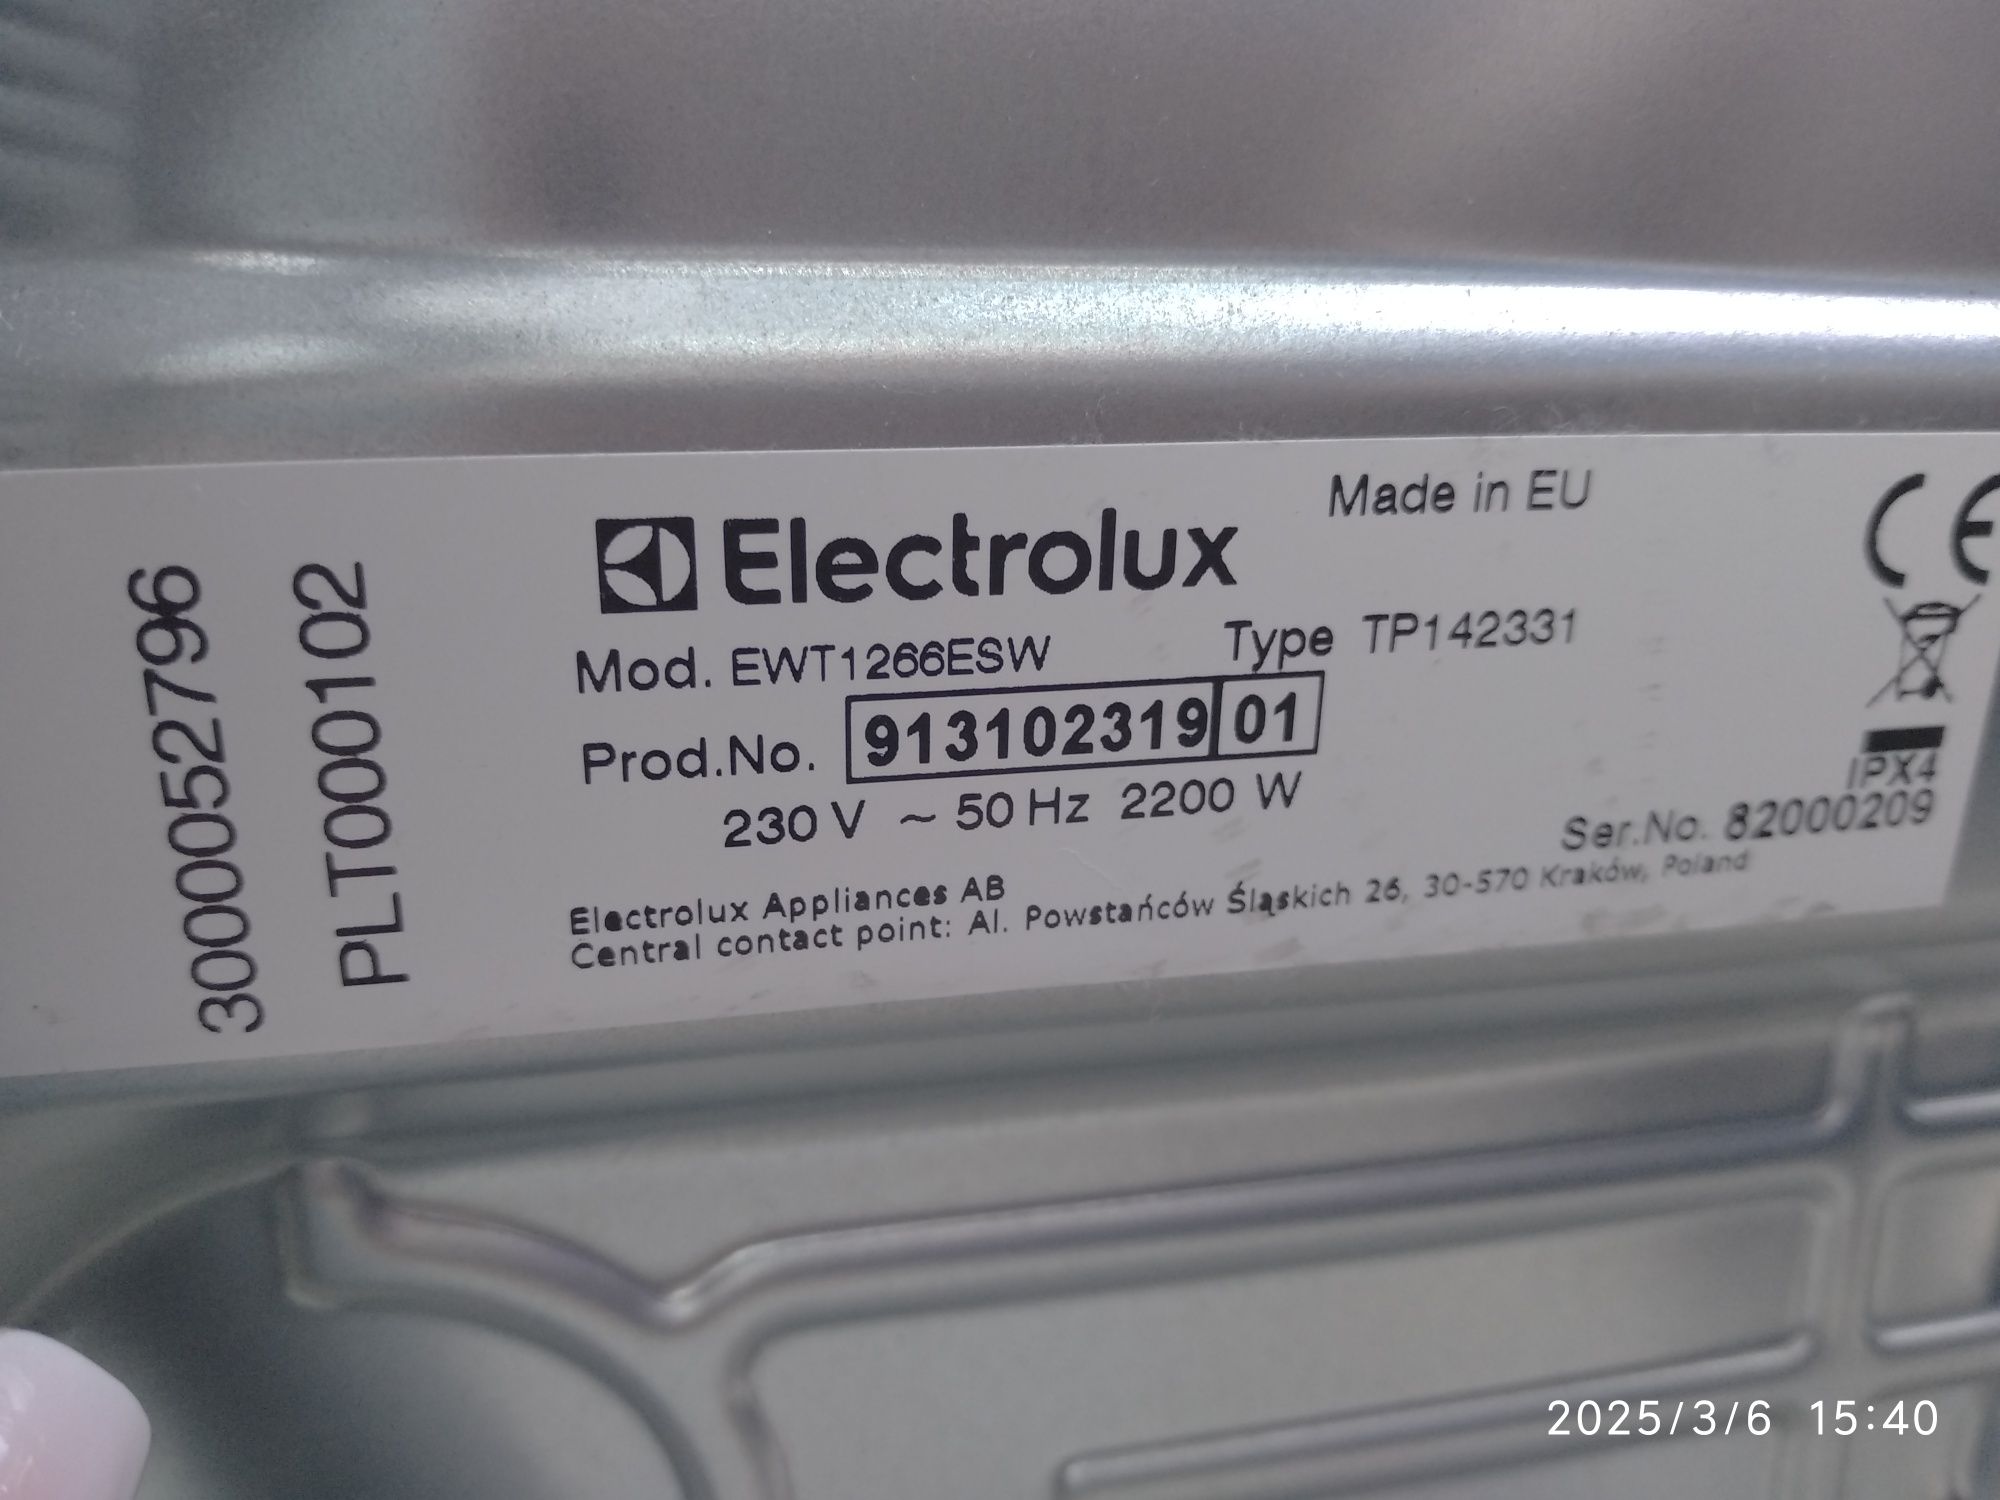 3000052796
PLT000102
Electrolux
Made in EU
CE
Mod. EWT1266ESW
Type TP142331
Prod.No. 913102319 01
230 V ~ 50 Hz 2200 W
IPX4
Ser.No. 82000209
Electrolux Appliances AB
Central contact point: Al. Powstańców Śląskich 26, 30-570 Kraków, Poland
2025/3/6 15:40